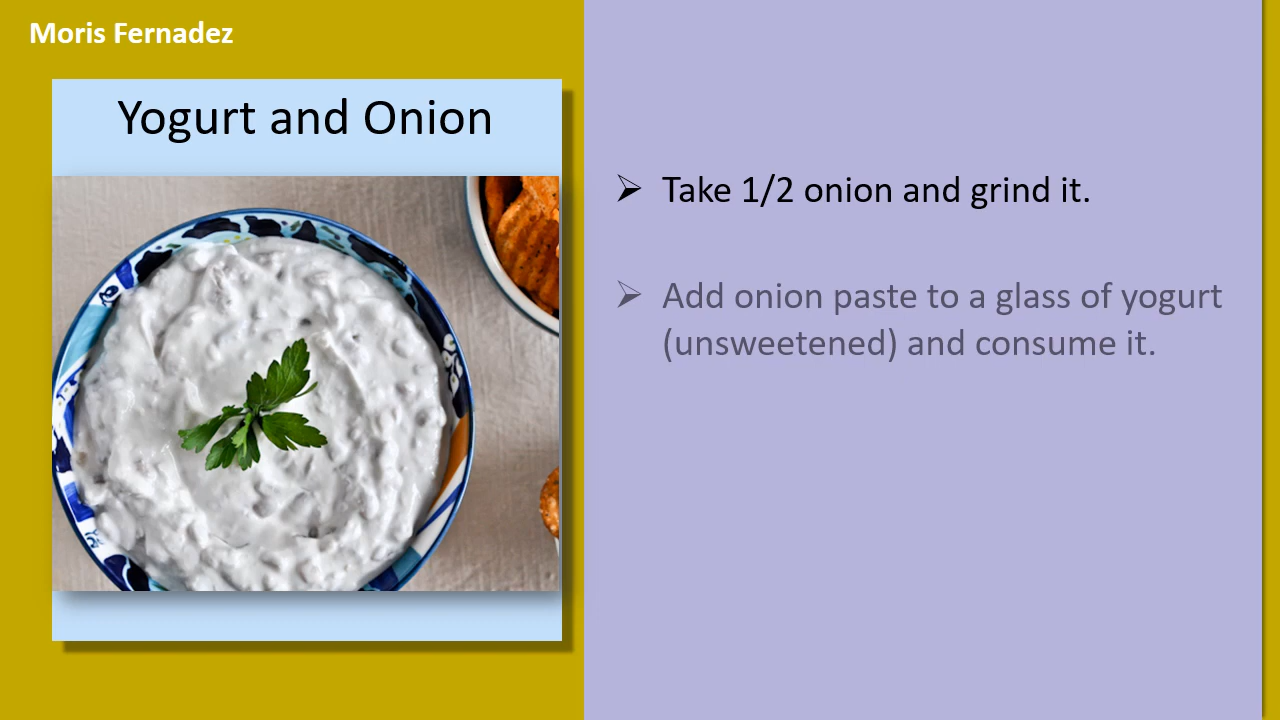 Moris Fernadez
Yogurt and Onion
➢ Take 1/2 onion and grind it.
➢ Add onion paste to a glass of yogurt
(unsweetened) and consume it.